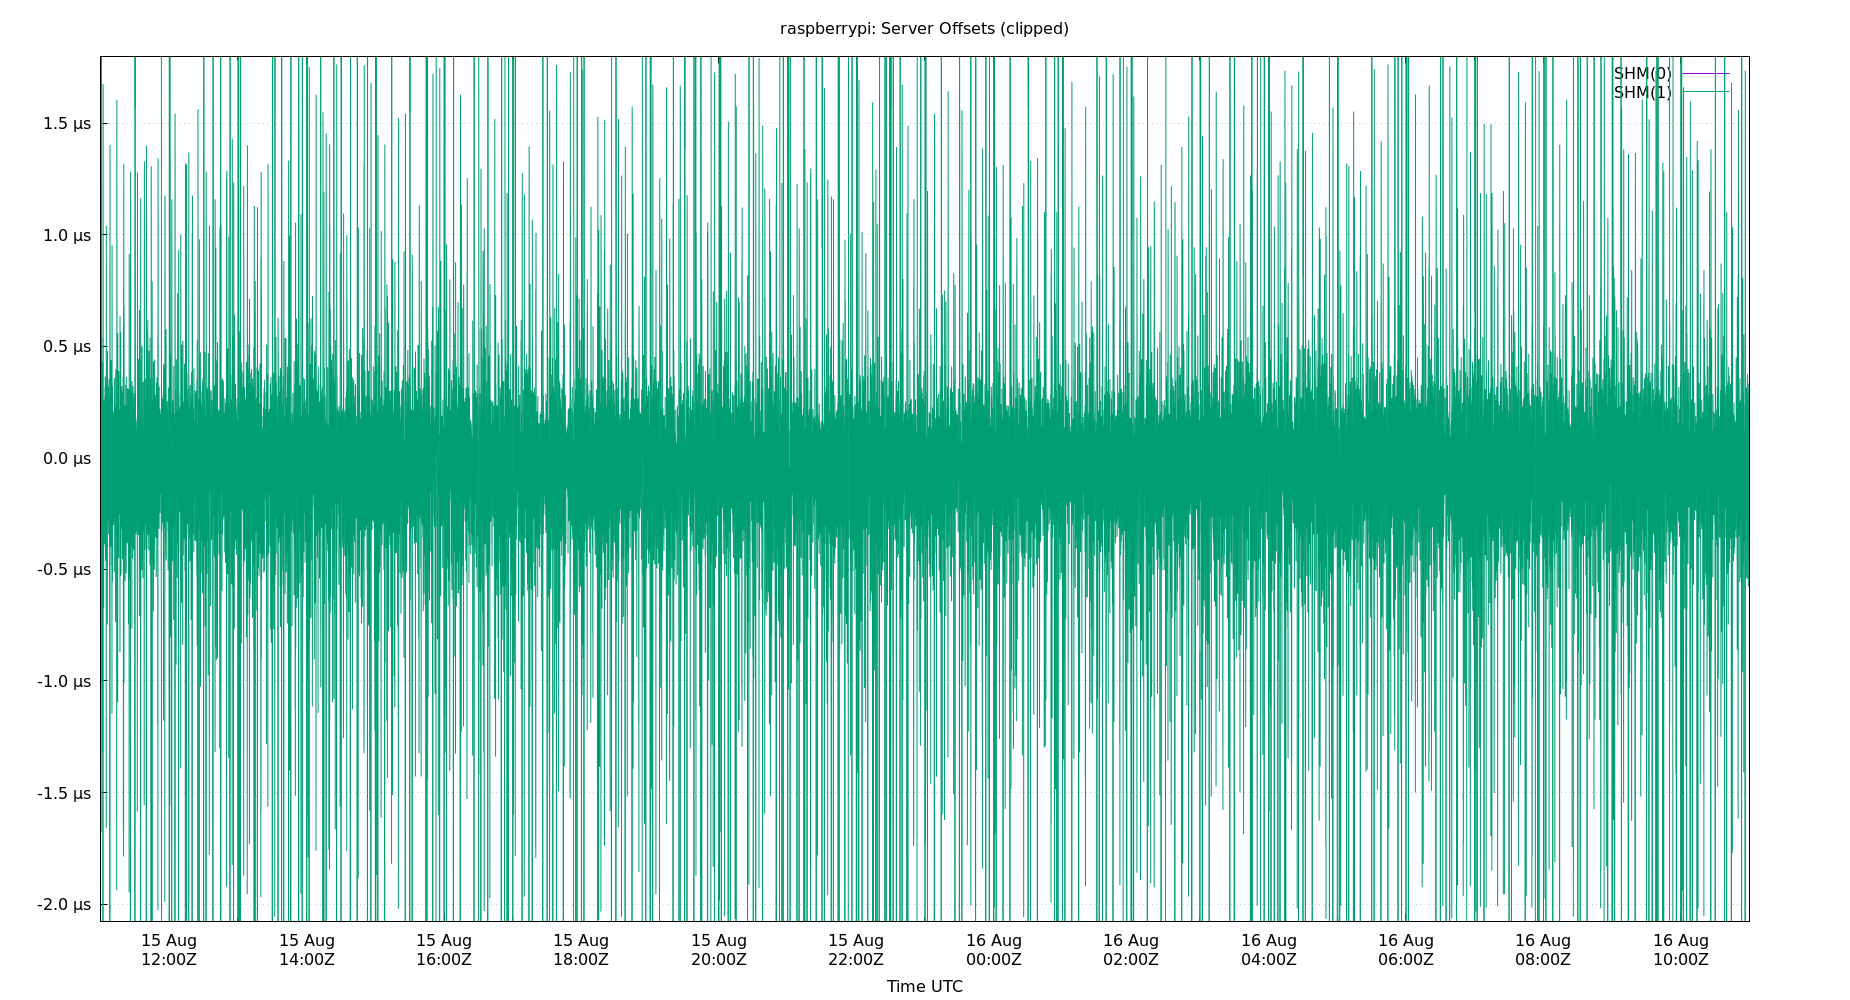 raspberrypi: Server Offsets (clipped)
SHM(0)
SHM(1)
1.5 µs
1.0 µs
0.5 µs
0.0 µs
-0.5 µs
-1.0 µs
-1.5 µs
-2.0 µs
15 Aug 15 Aug 15 Aug 15 Aug 15 Aug 15 Aug 16 Aug 16 Aug 16 Aug 16 Aug 16 Aug 16 Aug
12:00Z 14:00Z 16:00Z 18:00Z 20:00Z 22:00Z 00:00Z 02:00Z 04:00Z 06:00Z 08:00Z 10:00Z
Time UTC